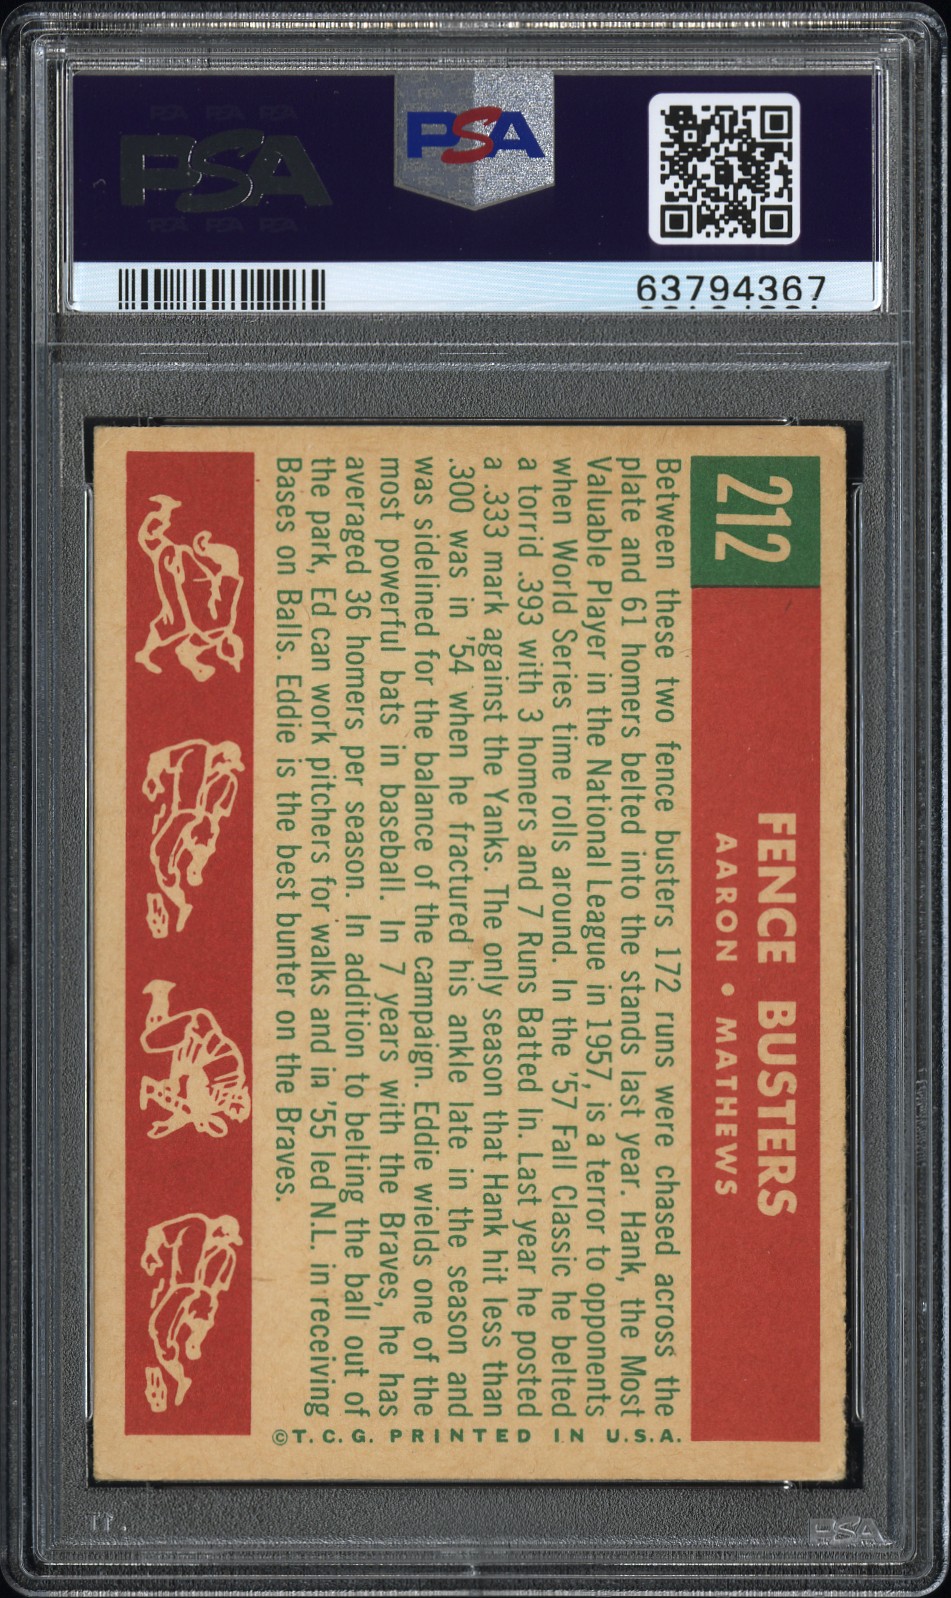 PSA PSA PSA
PSA
PSA PSA PSA
PSA
63794367
212
FENCE BUSTERS
AARON • MATHEWS
Between these two fence busters 172 runs were chased across the
plate and 61 homers belted into the stands last year. Hank, the Most
Valuable Player in the National League in 1957, is a terror to opponents
when World Series time rolls around. In the '57 Fall Classic he belted
a torrid .393 with 3 homers and 7 Runs Batted In. Last year he posted
a .333 mark against the Yanks. The only season that Hank hit less than
.300 was in '54 when he fractured his ankle late in the season and
was sidelined for the balance of the campaign. Eddie wields one of the
most powerful bats in baseball. In 7 years with the Braves, he has
averaged 36 homers per season. In addition to belting the ball out of
the park, Ed can work pitchers for walks and in '55 led N.L. in receiving
Bases on Balls. Eddie is the best bunter on the Braves.
©T.C.G. PRINTED IN U.S.A.
PSA